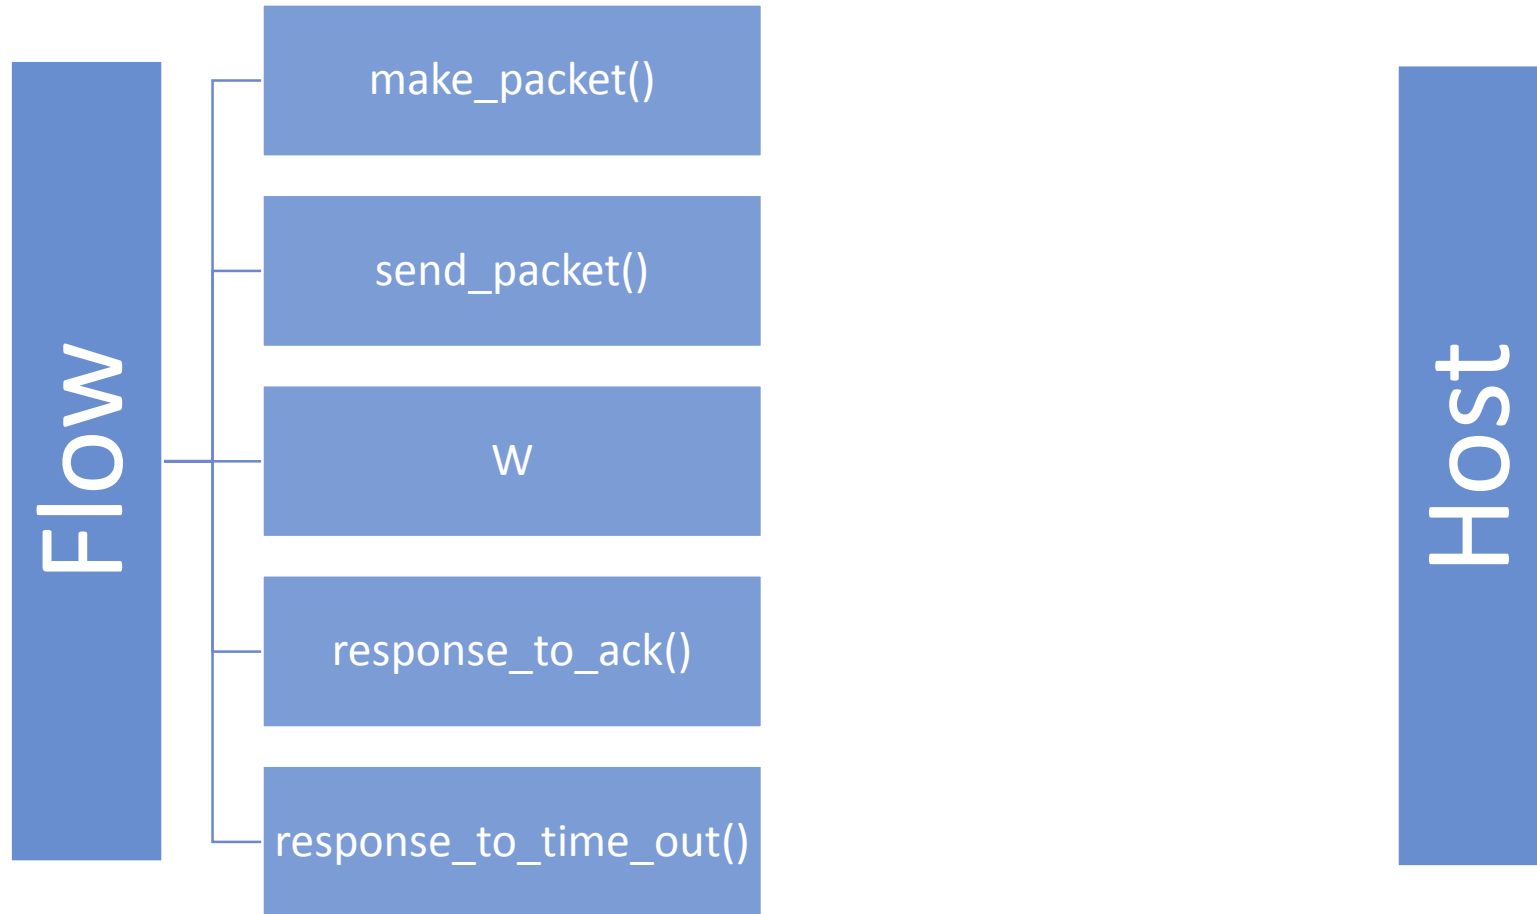 Flow
make_packet()
send_packet()
W
response_to_ack()
response_to_time_out()
Host